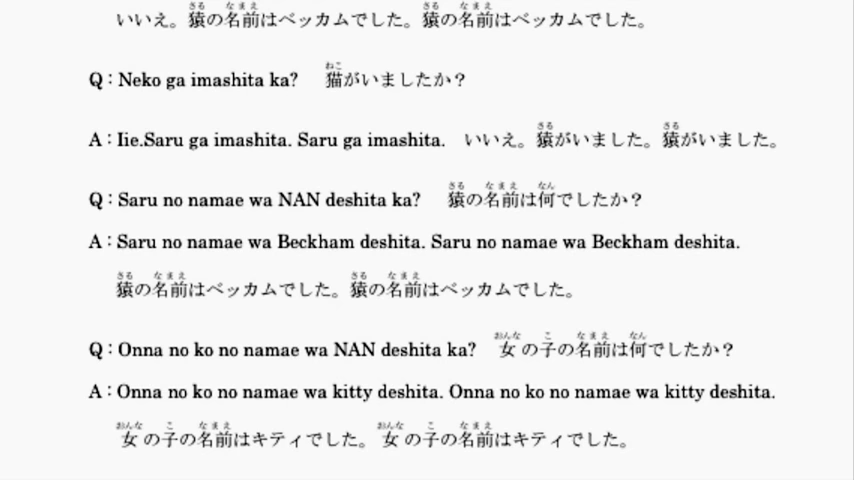 いいえ。猿の名前はベッカムでした。猿の名前はベッカムでした。
Q : Neko ga imashita ka? 猫がいましたか？
A : Iie.Saru ga imashita. Saru ga imashita. いいえ。猿がいました。猿がいました。
Q : Saru no namae wa NAN deshita ka? 猿の名前は何でしたか？
A : Saru no namae wa Beckham deshita. Saru no namae wa Beckham deshita.
猿の名前はベッカムでした。猿の名前はベッカムでした。
Q : Onna no ko no namae wa NAN deshita ka? 女の子の名前は何でしたか？
A : Onna no ko no namae wa kitty deshita. Onna no ko no namae wa kitty deshita.
女の子の名前はキティでした。女の子の名前はキティでした。